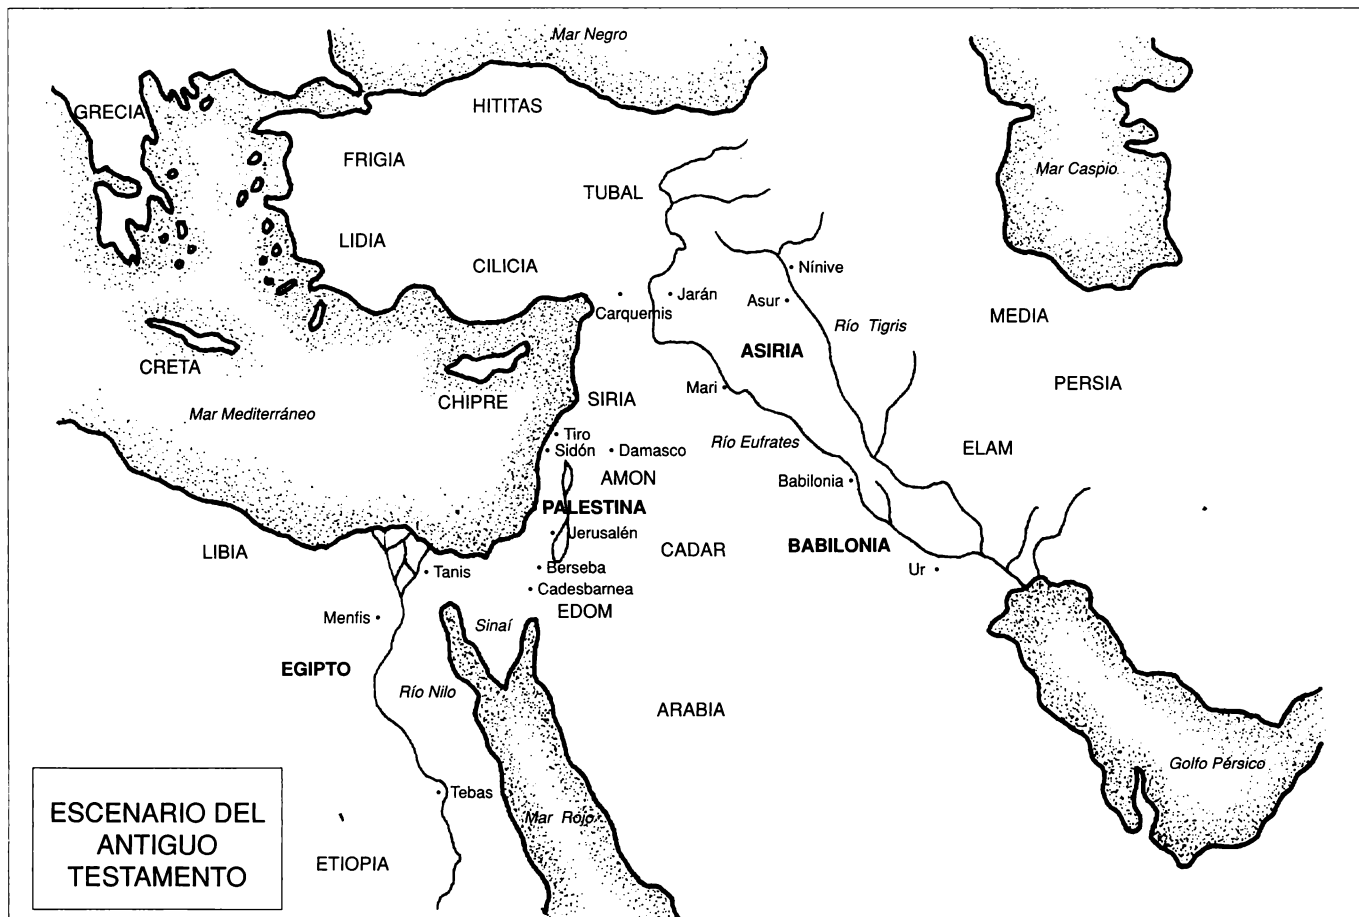 Mar Negro
GRECIA
HITITAS
FRIGIA
Mar Caspio
TUBAL
LIDIA
CILICIA
Nínive
Jarán
Asur
Carquemis
Río Tigris
MEDIA
ASIRIA
CRETA
PERSIA
Mari
CHIPRE
SIRIA
Mar Mediterráneo
Tiro
Río Eufrates
Sidón
Damasco
ELAM
AMON
Babilonia
PALESTINA
Jerusalén
LIBIA
CADAR
BABILONIA
Berseba
Ur
Tanis
Cadesbarnea
EDOM
Menfis
Sinaí
EGIPTO
Río Nilo
ARABIA
Golfo Pérsico
Tebas
Mar Rojo
ESCENARIO DEL
ANTIGUO
TESTAMENTO
ETIOPIA